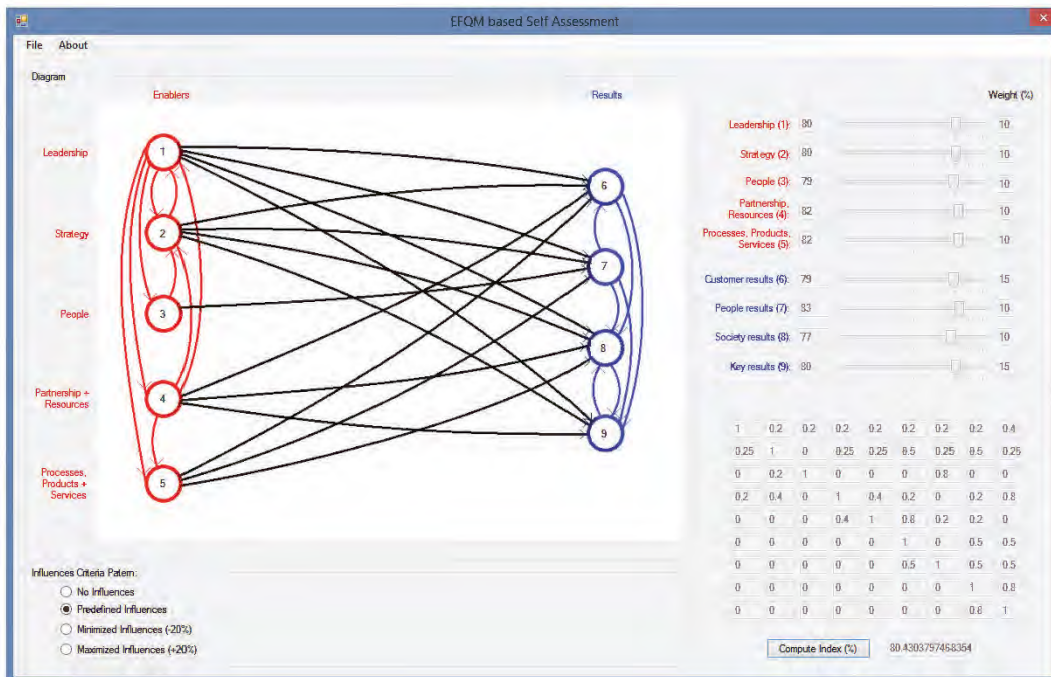 EFQM based Self Assessment
File About
Diagram
Enablers
Results
Weight (%)
Leadership
Strategy
People
Partnership +
Resources
Processes,
Products +
Services
1
2
3
4
5
6
7
8
9
Leadership (1): 80 10
Strategy (2): 80 10
People (3): 79 10
Partnership,
Resources (4): 82 10
Processes, Products,
Services (5): 82 10
Customer results (6): 79 15
People results (7): 83 10
Society results (8): 77 10
Key results (9): 80 15
1 0.2 0.2 0.2 0.2 0.2 0.2 0.2 0.4
0.25 1 0 0.25 0.25 0.5 0.25 0.5 0.25
0 0.2 1 0 0 0 0.8 0 0
0.2 0.4 0 1 0.4 0.2 0 0.2 0.8
0 0 0 0.4 1 0.8 0.2 0.2 0
0 0 0 0 0 1 0 0.5 0.5
0 0 0 0 0 0.5 1 0.5 0.5
0 0 0 0 0 0 0 1 0.8
0 0 0 0 0 0 0 0.8 1
Influences Criteria Patern:
No Influences
Predefined Influences
Minimized Influences (-20%)
Maximized Influences (+20%)
Compute Index (%) 80.4303797468354